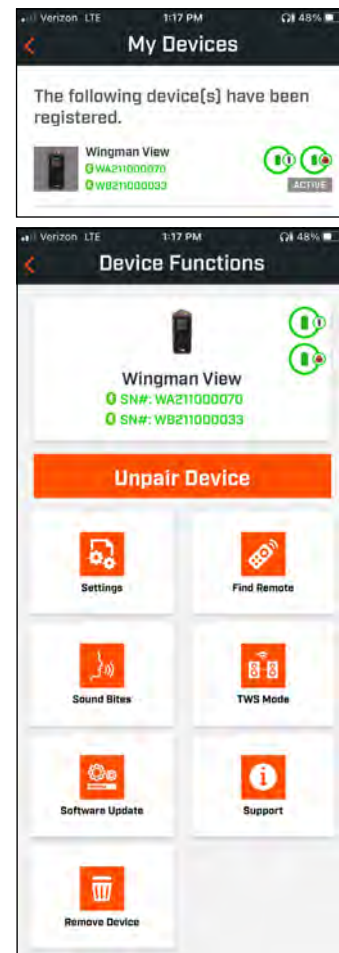 Verizon LTE 1:17 PM 48%
My Devices
The following device(s) have been
registered.
Wingman View
WA211000070
WB211000033
ACTIVE
Verizon LTE 1:17 PM 48%
Device Functions
Wingman View
SN#: WA211000070
SN#: WB211000033
Unpair Device
Settings
Find Remote
Sound Bites
TWS Mode
Software Update
Support
Remove Device